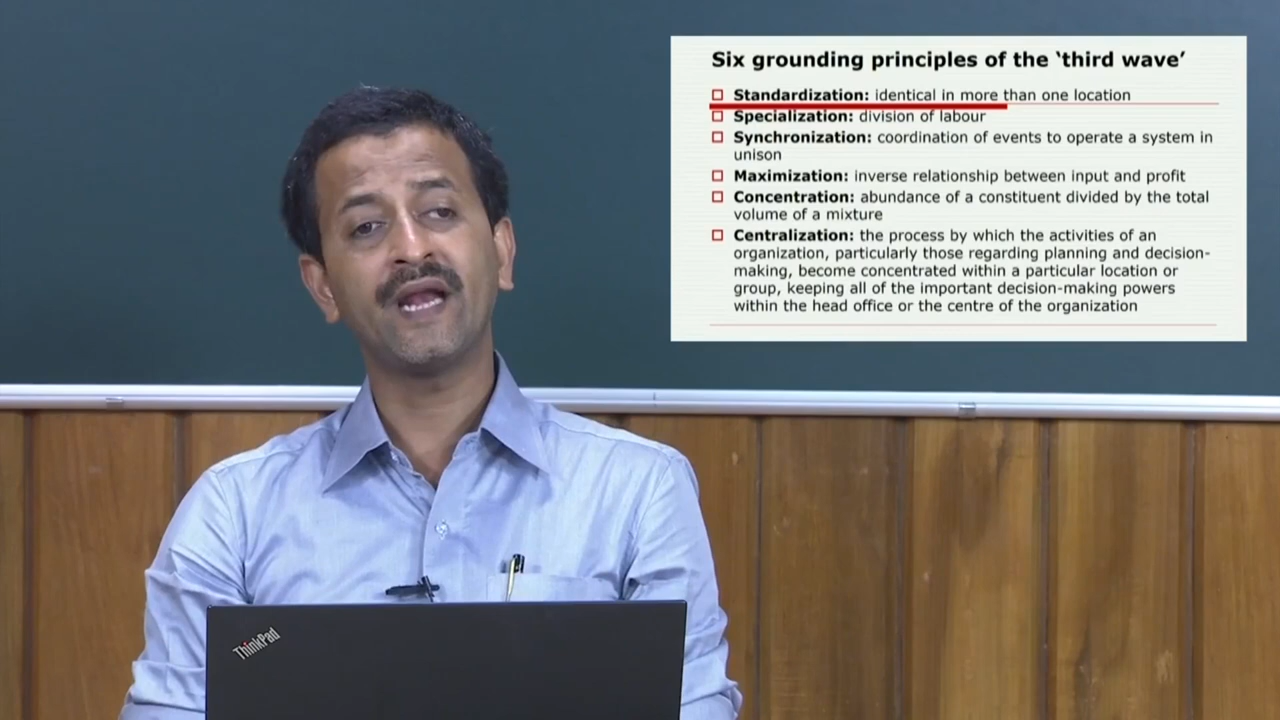 Six grounding principles of the ‘third wave’
Standardization: identical in more than one location
Specialization: division of labour
Synchronization: coordination of events to operate a system in
unison
Maximization: inverse relationship between input and profit
Concentration: abundance of a constituent divided by the total
volume of a mixture
Centralization: the process by which the activities of an
organization, particularly those regarding planning and decision-
making, become concentrated within a particular location or
group, keeping all of the important decision-making powers
within the head office or the centre of the organization
ThinkPad